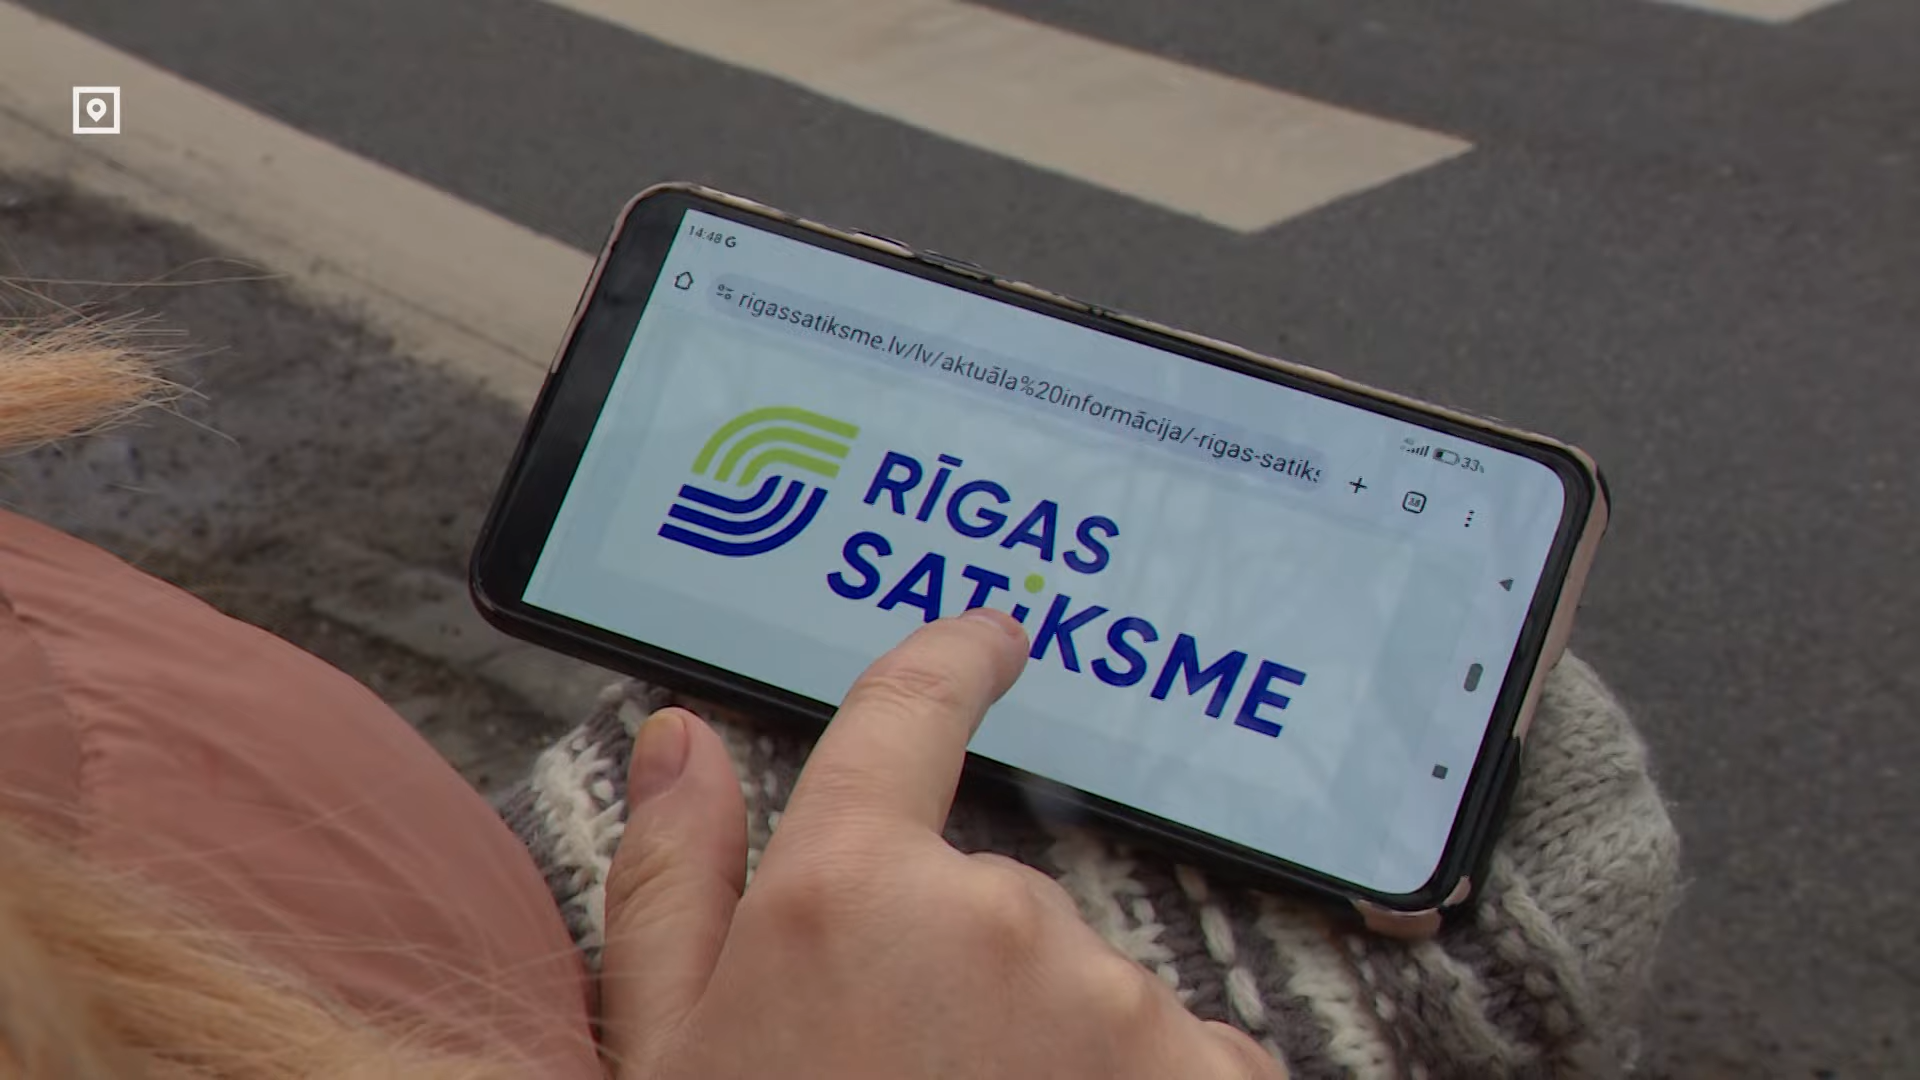 14:48 G
rigassatiksme.lv/lv/aktuāla%20informācija/-rigas-satiks
33%
RĪGAS
SATiKSME